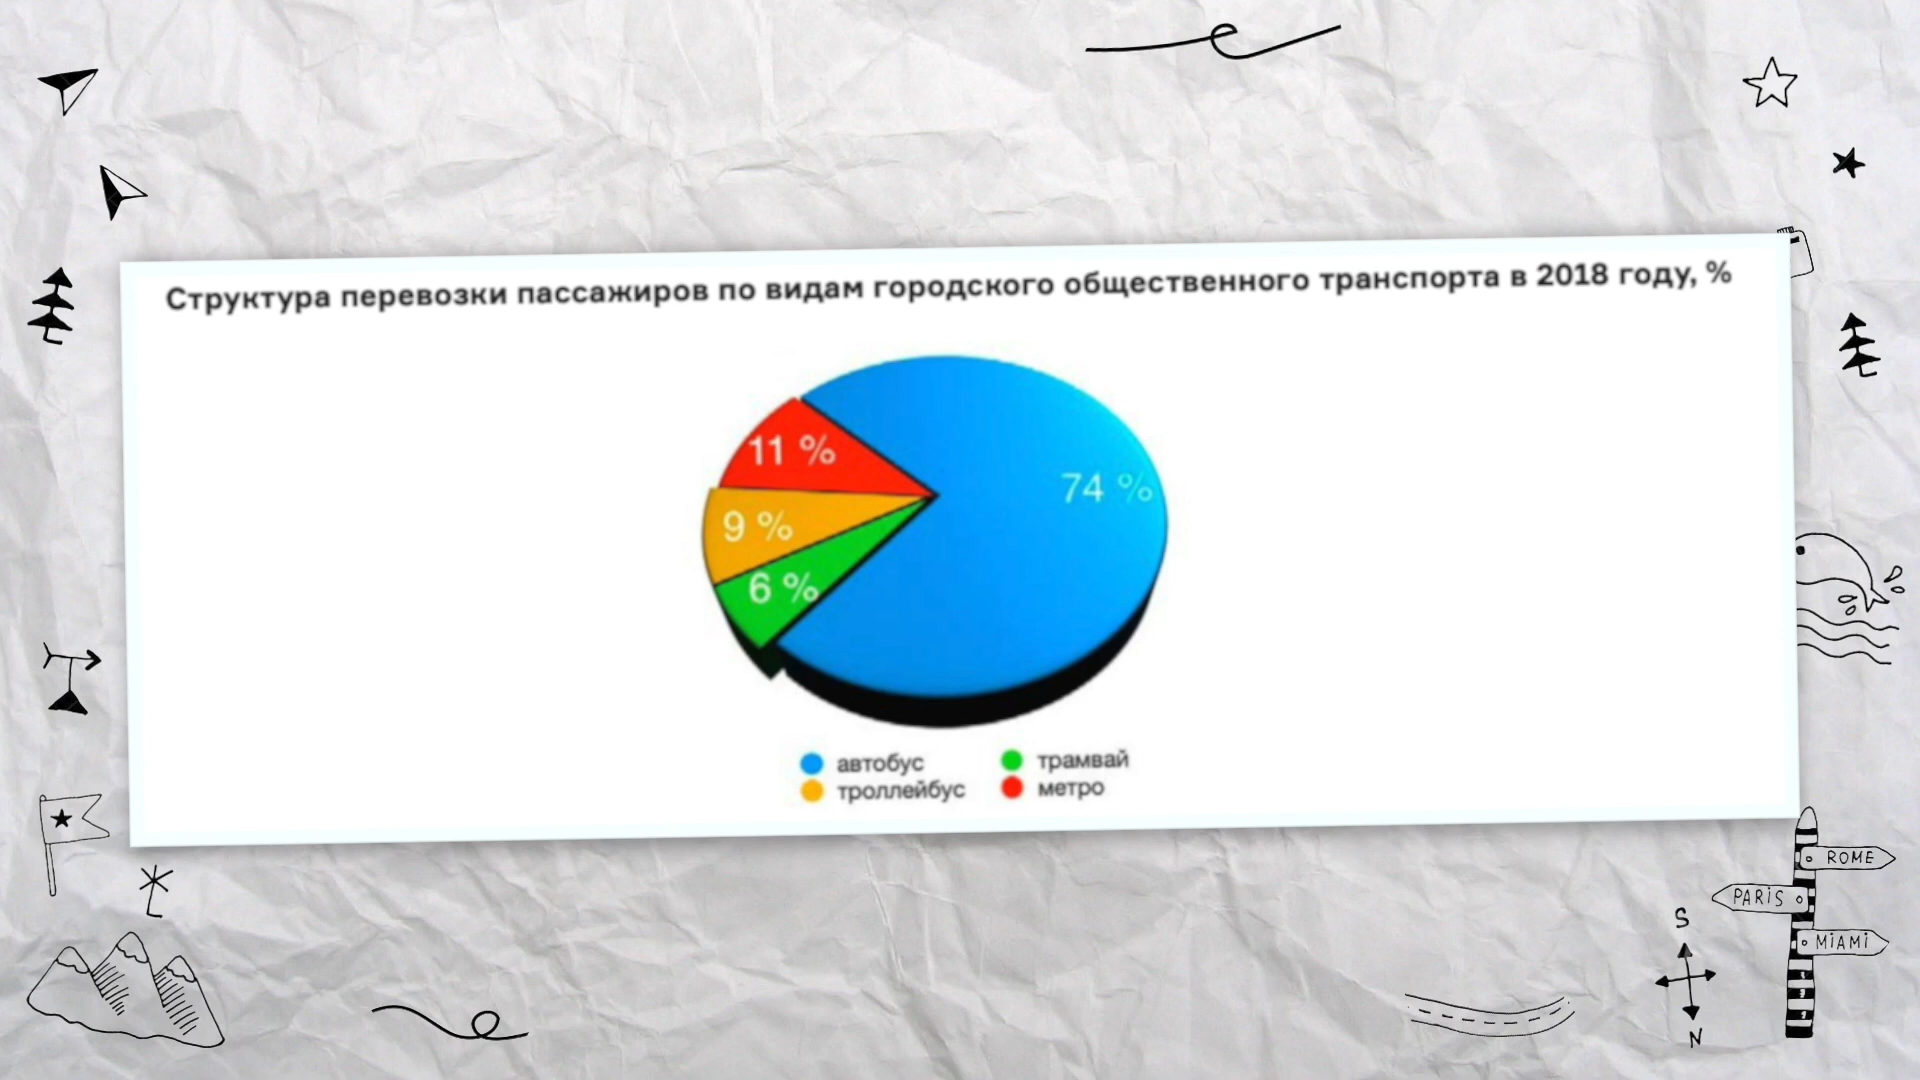 Структура перевозки пассажиров по видам городского общественного транспорта в 2018 году, %
11 %
74 %
9 %
6 %
автобус
трамвай
троллейбус
метро
ROME
PARIS
MIAMI
S
N